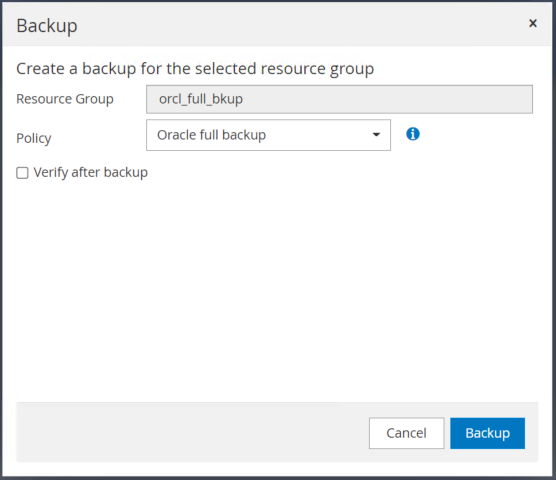 Backup
×
Create a backup for the selected resource group
Resource Group orcl_full_bkup
Policy Oracle full backup
Verify after backup
Cancel Backup